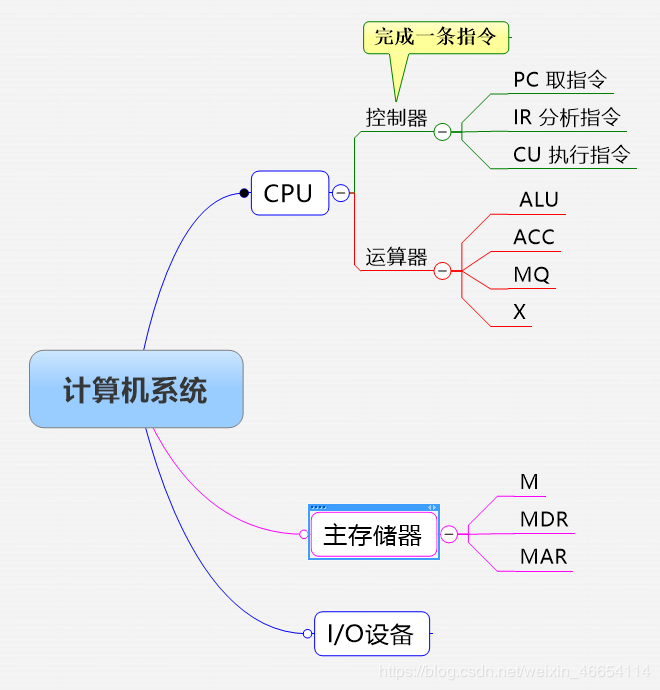 完成一条指令
控制器
PC 取指令
IR 分析指令
CU 执行指令
CPU
运算器
ALU
ACC
MQ
X
计算机系统
主存储器
M
MDR
MAR
I/O设备
https://blog.csdn.net/weixin_46654114